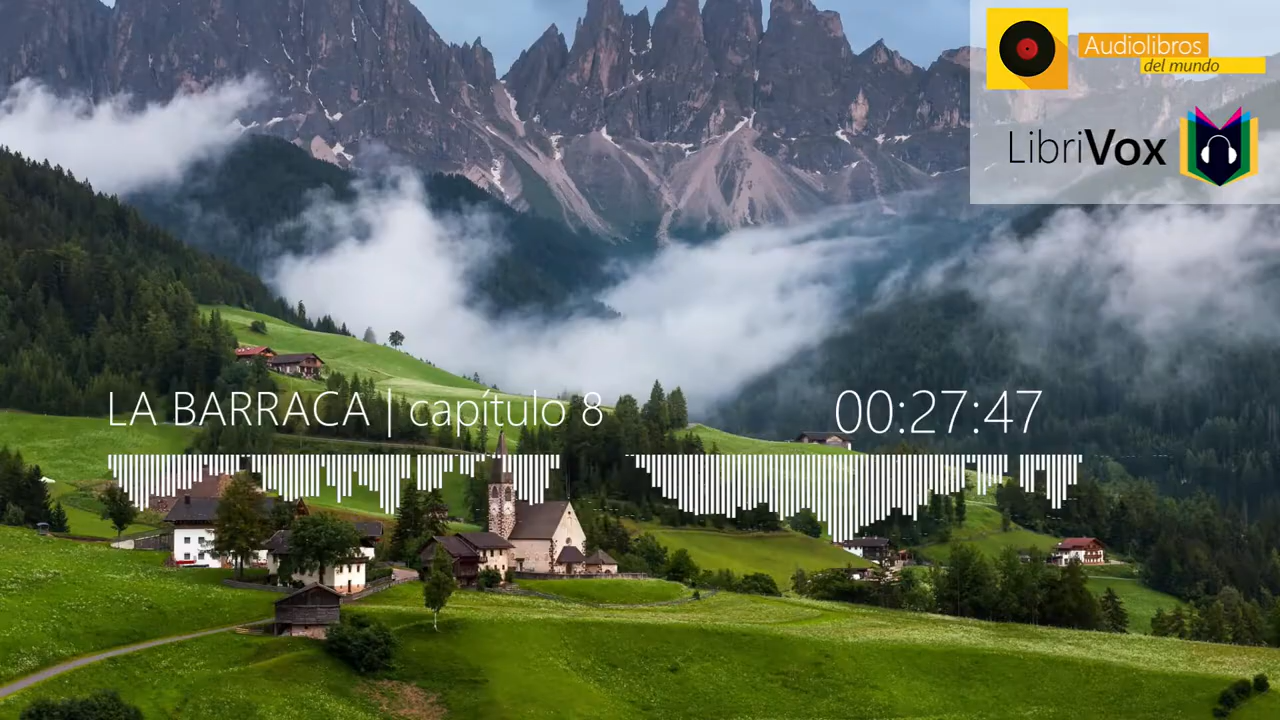 Audiolibros
del mundo
LibriVox
LA BARRACA | capítulo 8
00:27:47